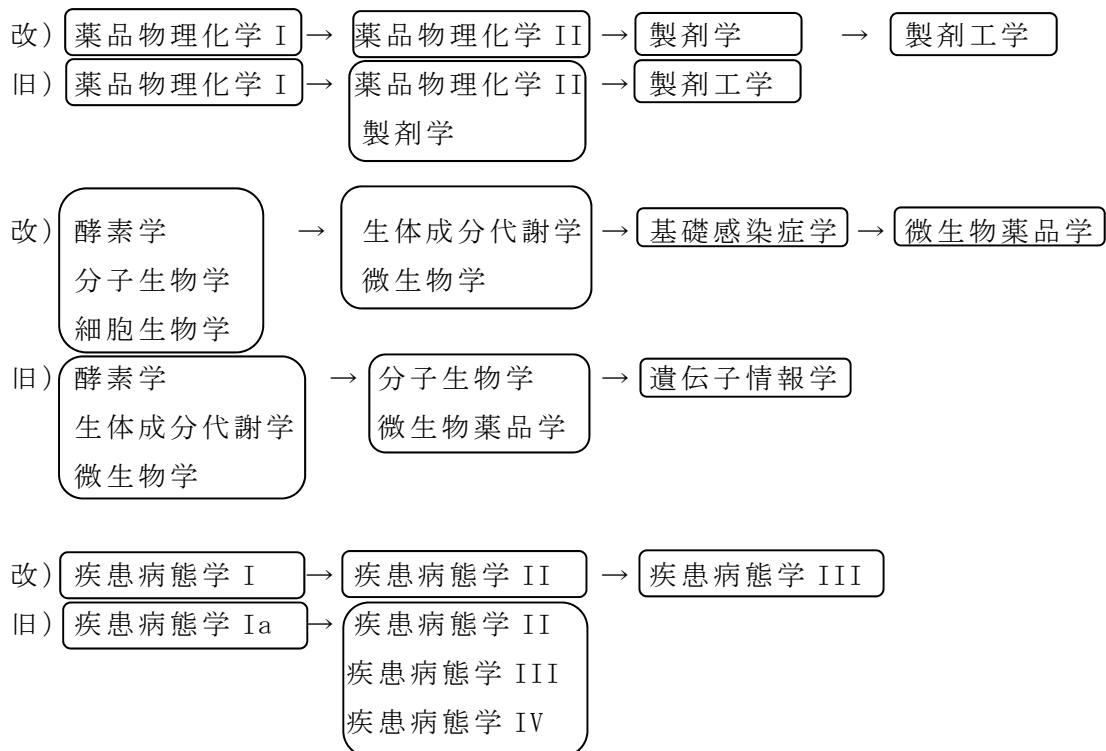 改）薬品物理化学 I → 薬品物理化学 II → 製剤学 → 製剤工学
旧）薬品物理化学 I → 薬品物理化学 II → 製剤工学
製剤学
改）酵素学 → 生体成分代謝学 → 基礎感染症学 → 微生物薬品学
分子生物学 微生物学
細胞生物学
旧）酵素学 → 分子生物学 → 遺伝子情報学
生体成分代謝学 微生物薬品学
微生物学
改）疾患病態学 I → 疾患病態学 II → 疾患病態学 III
旧）疾患病態学 Ia → 疾患病態学 II
疾患病態学 III
疾患病態学 IV